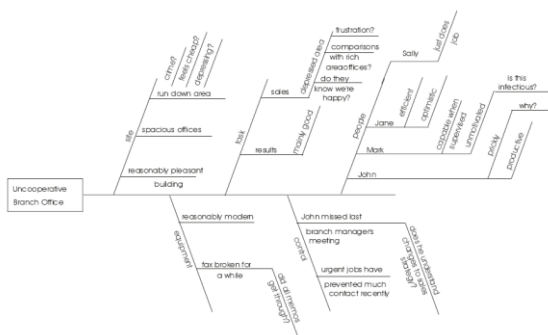 Uncooperative
Branch Office
site
crime?
feels cheap?
depressing?
run down area
spacious offices
reasonably pleasant
building
task
sales
depressed area
frustration?
comparisons
with rich
areaoffices?
do they
know we're
happy?
results
mainly good
people
Sally
just does
job
Jane
efficient
optimistic
Mark
capable when
supervised
unmotivated
is this
infectious?
John
prickly
why?
productive
equipment
reasonably modern
fax broken for
a while
did all memos
get through?
control
John missed last
branch manager's
meeting
does he understand
changes to sales
strategy?
urgent jobs have
prevented much
contact recently